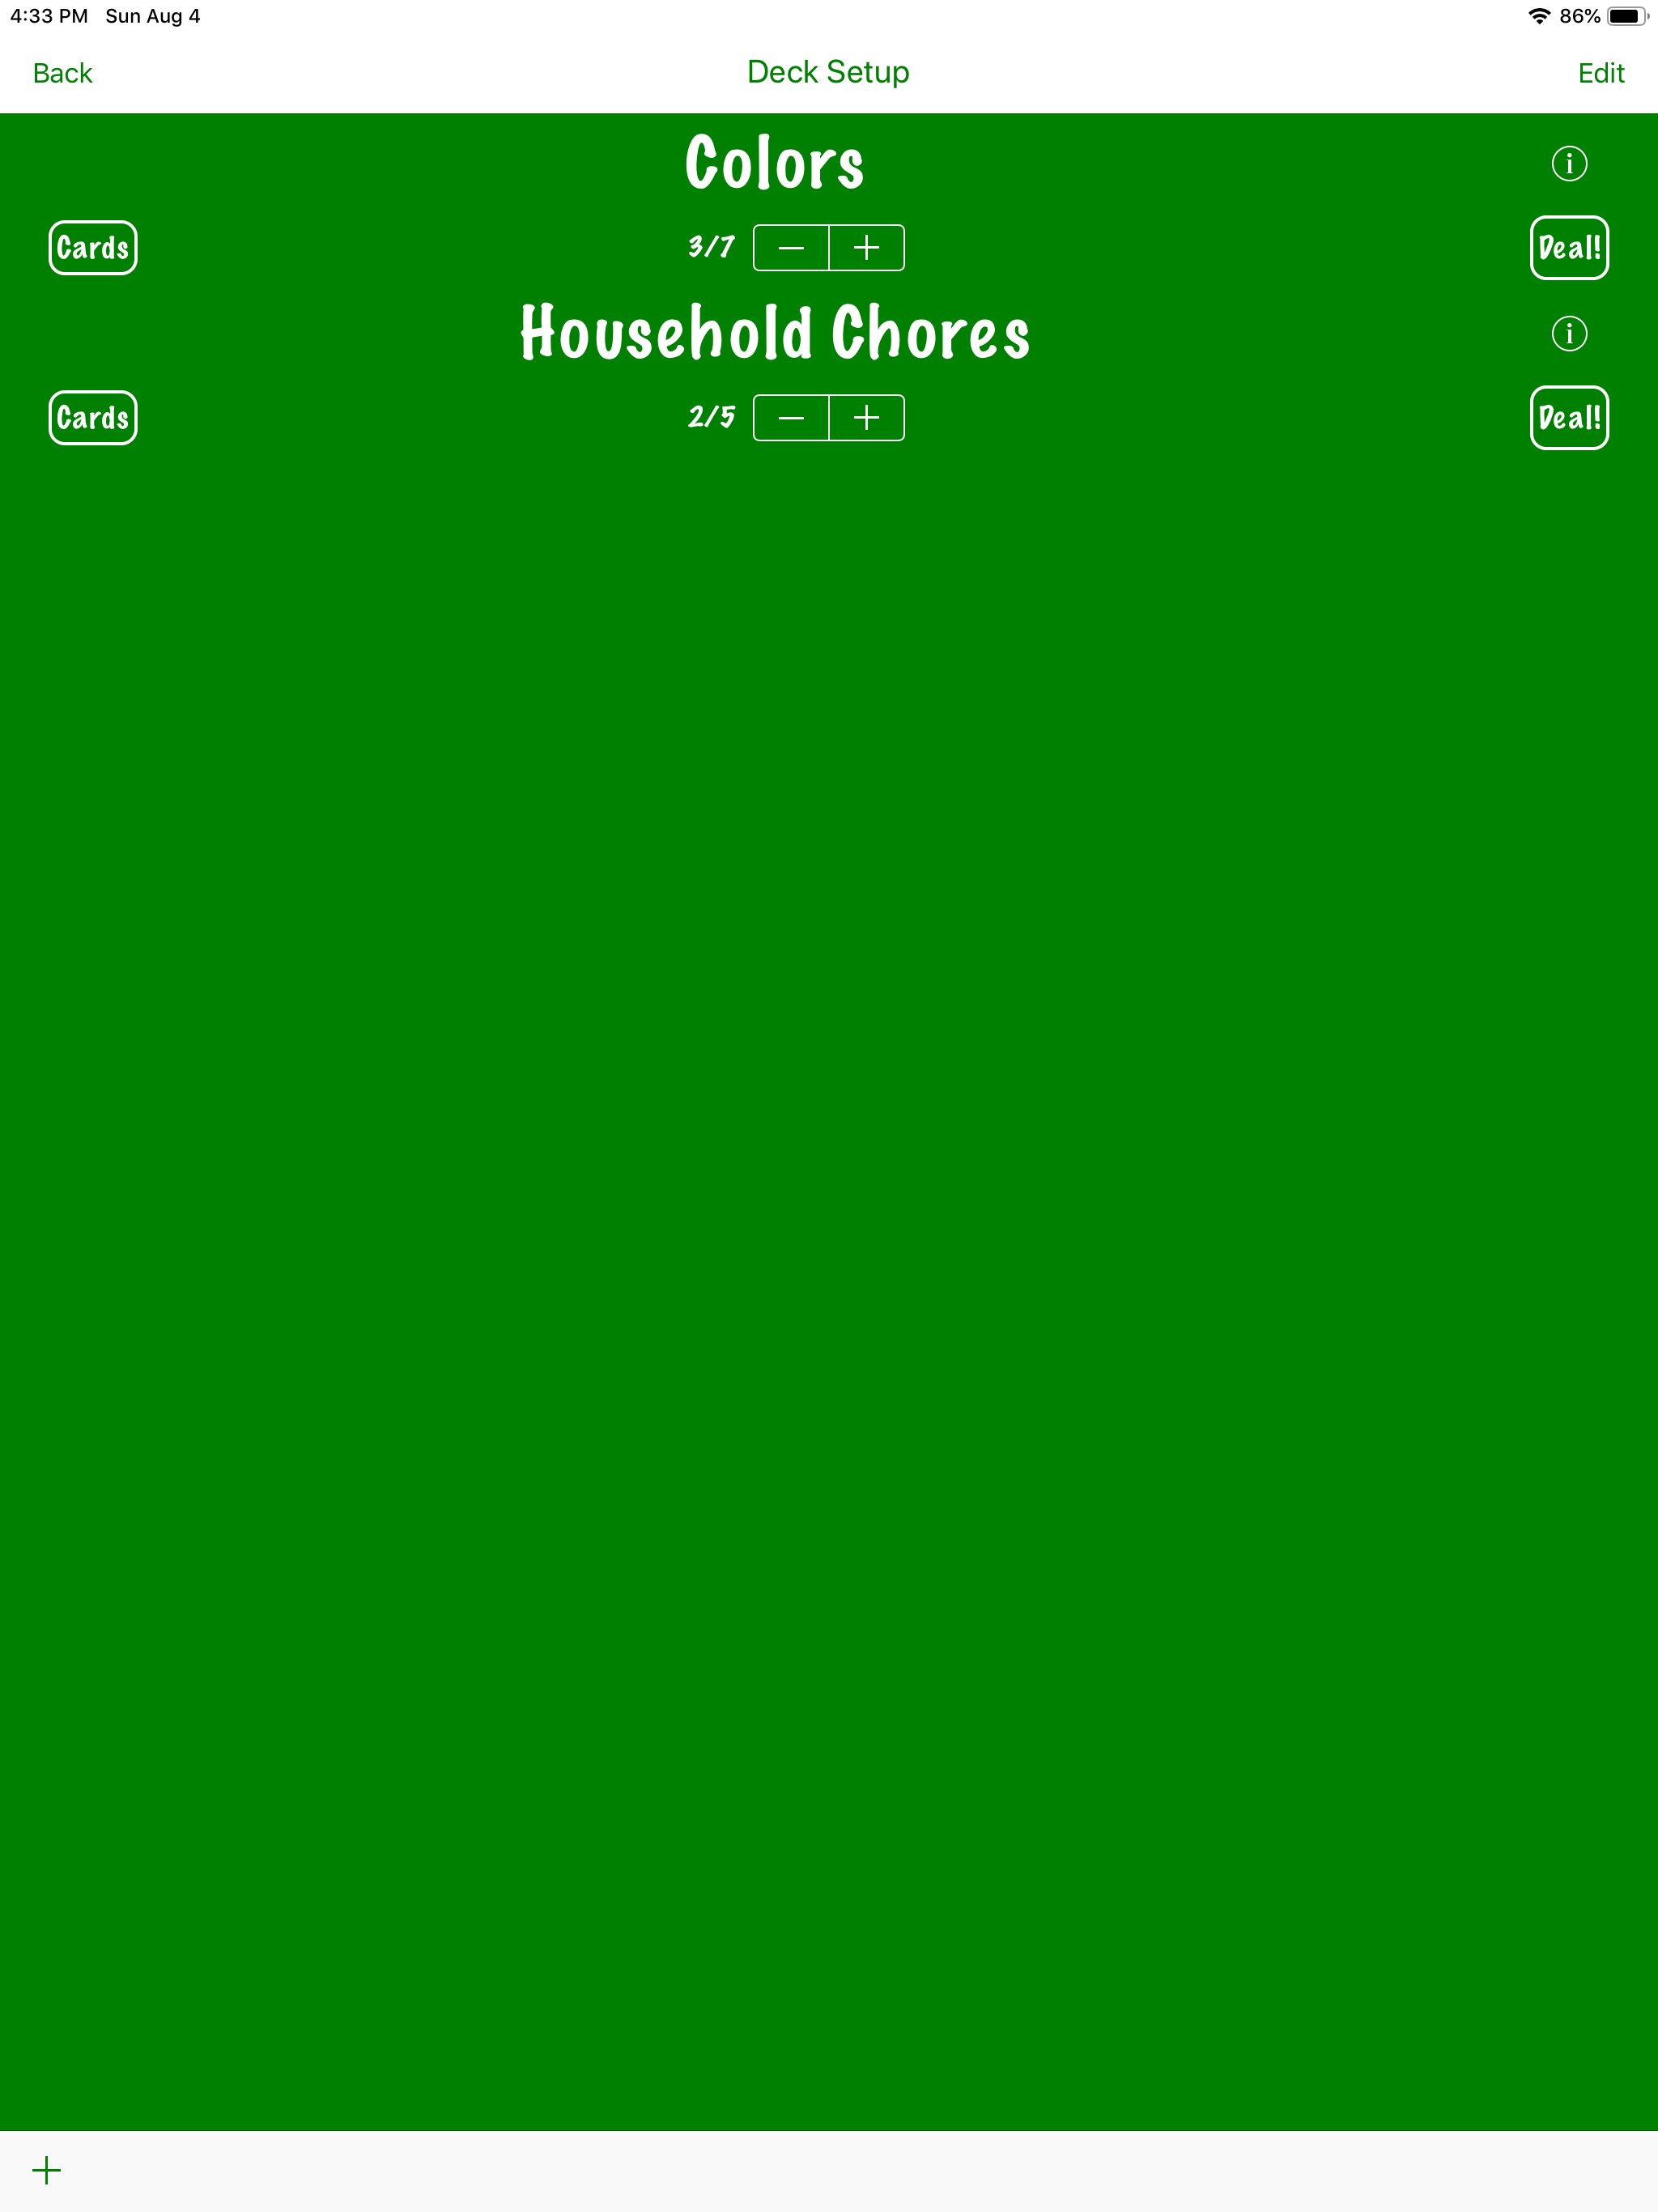 4:33 PM Sun Aug 4 86%
Back Deck Setup Edit
Colors
Cards 3/7 Deal!
Household Chores
Cards 2/5 Deal!